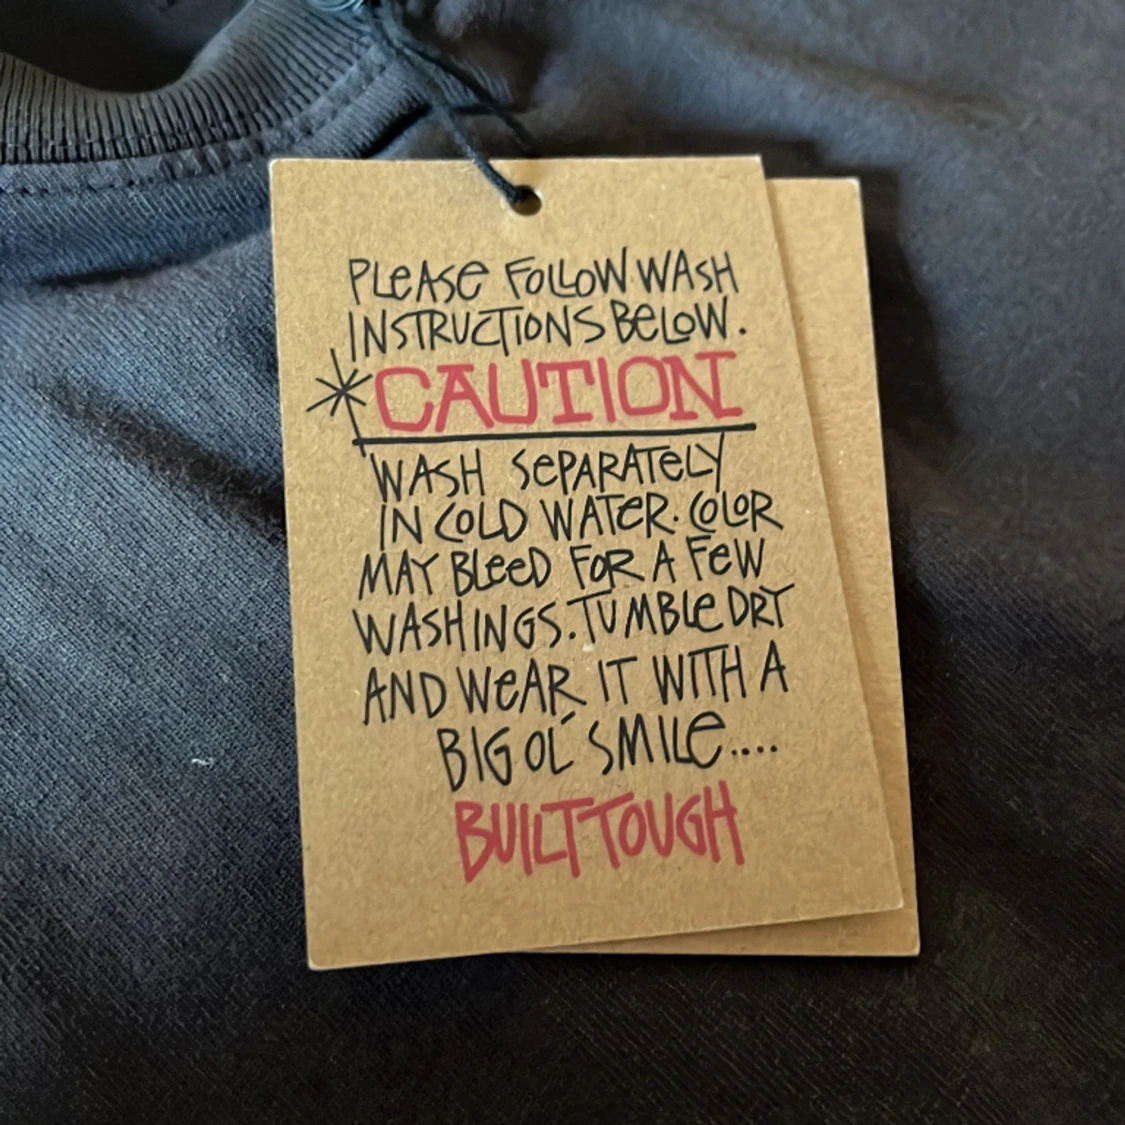 PLeASe FOLLOW WASH
INSTRUCTIONS BeLOW.
*CAUTION
WASH SePARATeLY
IN COLD WATeR. COLOR
MAY BLeeD FOR A FeW
WASHINGS. TUMBLe DRY
AND WeAR IT WITH A
BIG OL' SMILe....
BUILT TOUGH